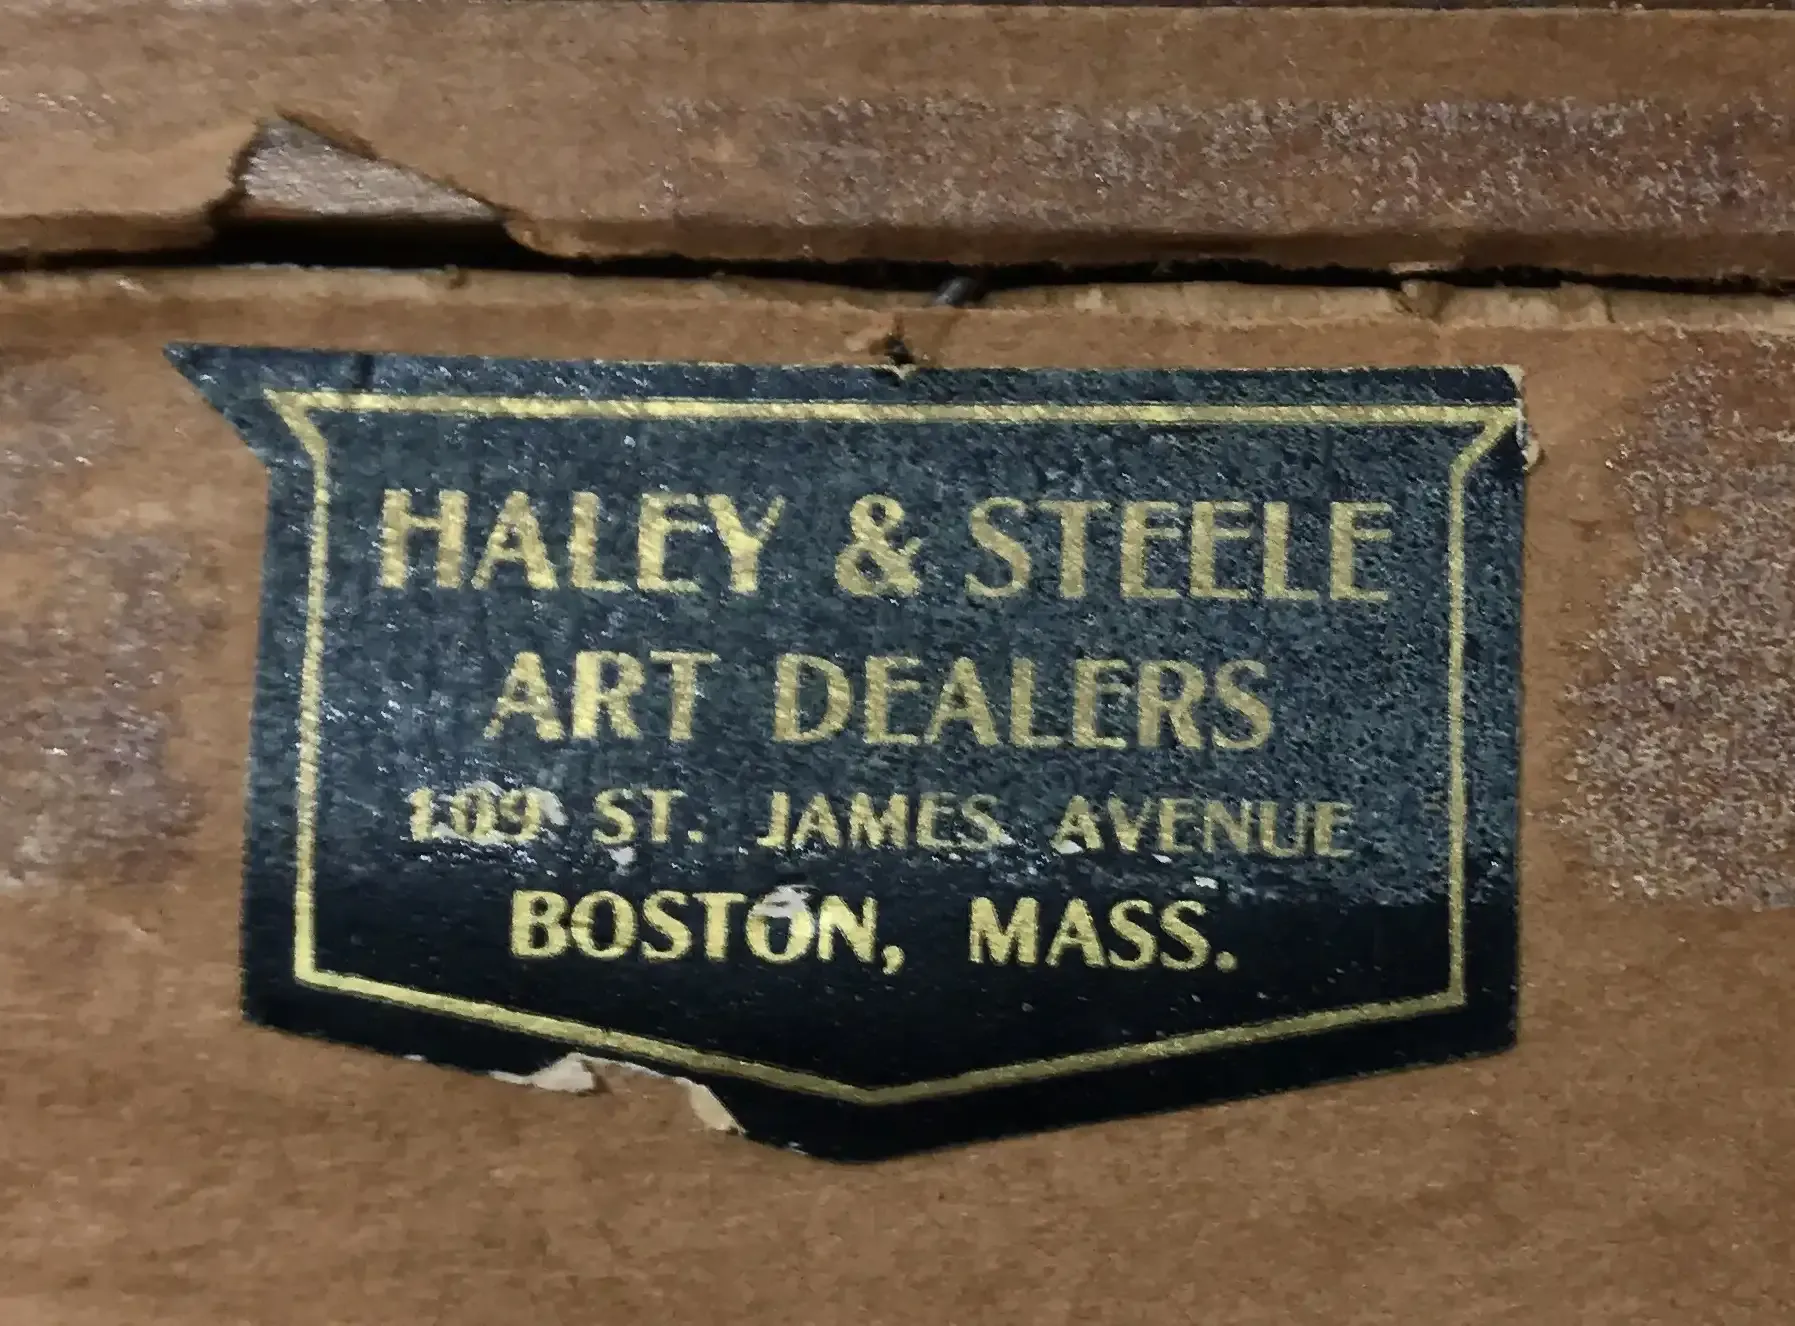 HALEY & STEELE
ART DEALERS
109 ST. JAMES AVENUE
BOSTON, MASS.